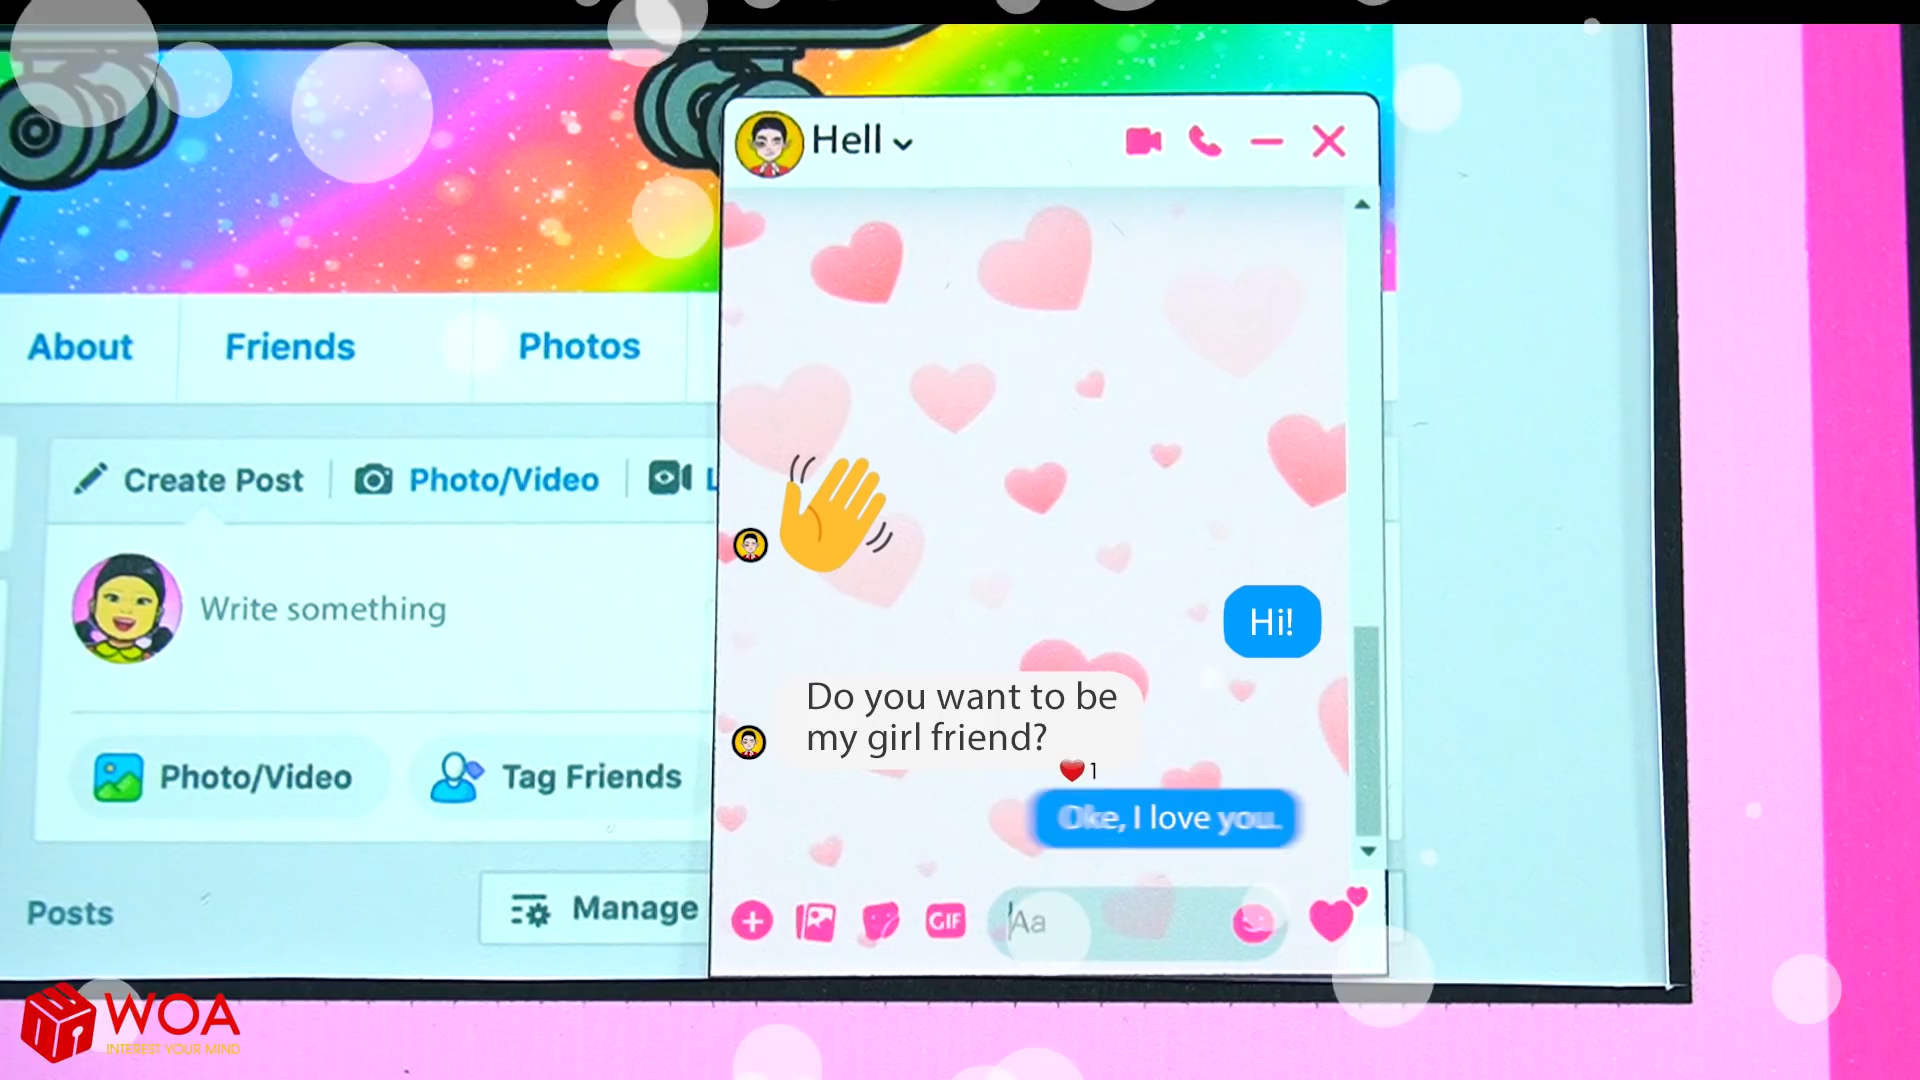 Hell
About
Friends
Photos
Create Post
Photo/Video
L
Write something
Hi!
Do you want to be
my girl friend?
1
Photo/Video
Tag Friends
Oke, I love you.
Posts
Manage
GIF
Aa
WOA
INTEREST YOUR MIND